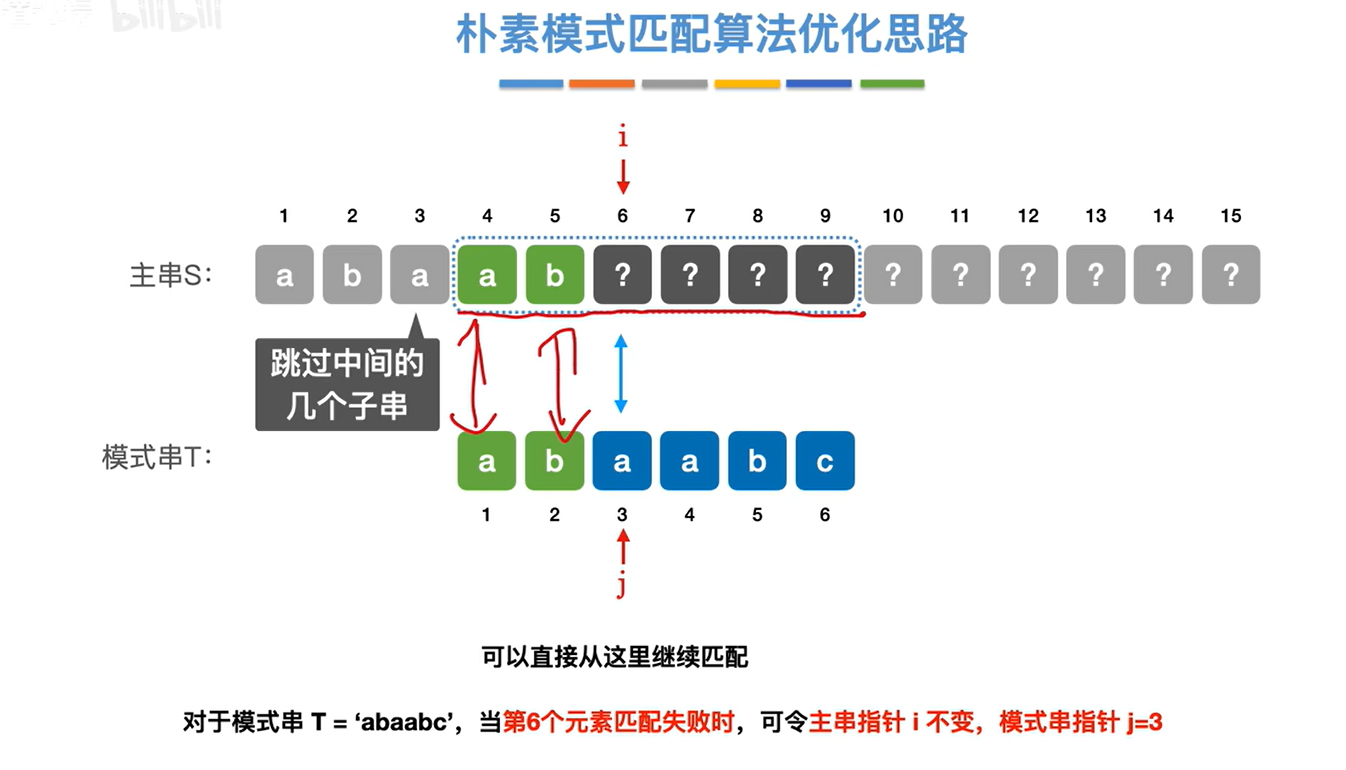 bilibili
朴素模式匹配算法优化思路
i
1 2 3 4 5 6 7 8 9 10 11 12 13 14 15
主串S： a b a a b ? ? ? ? ? ? ? ? ? ?
跳过中间的
几个子串
模式串T： a b a a b c
1 2 3 4 5 6
j
可以直接从这里继续匹配
对于模式串 T = ‘abaabc’，当第6个元素匹配失败时，可令主串指针 i 不变，模式串指针 j=3